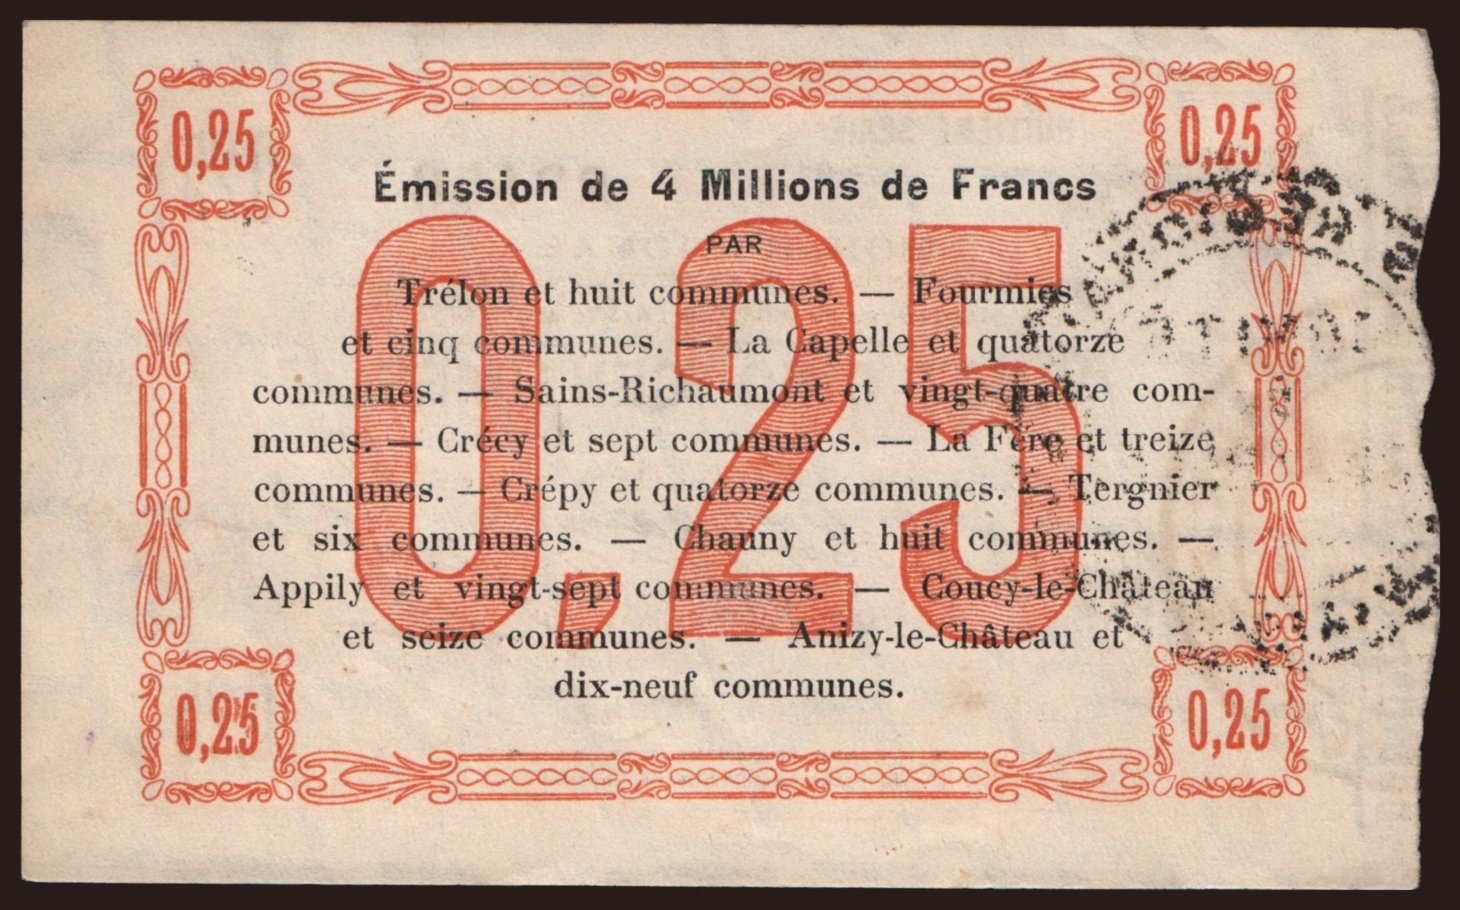 0,25 0,25
Émission de 4 Millions de Francs
PAR
Trélon et huit communes. — Fourmies
et cinq communes. — La Capelle et quatorze
communes. — Sains-Richaumont et vingt-quatre com-
munes. — Crécy et sept communes. — La Fère et treize
communes. — Crépy et quatorze communes. — Tergnier
et six communes. — Chauny et huit communes. —
Appily et vingt-sept communes. — Coucy-le-Château
et seize communes. — Anizy-le-Château et
dix-neuf communes.
0,25
0,25 0,25